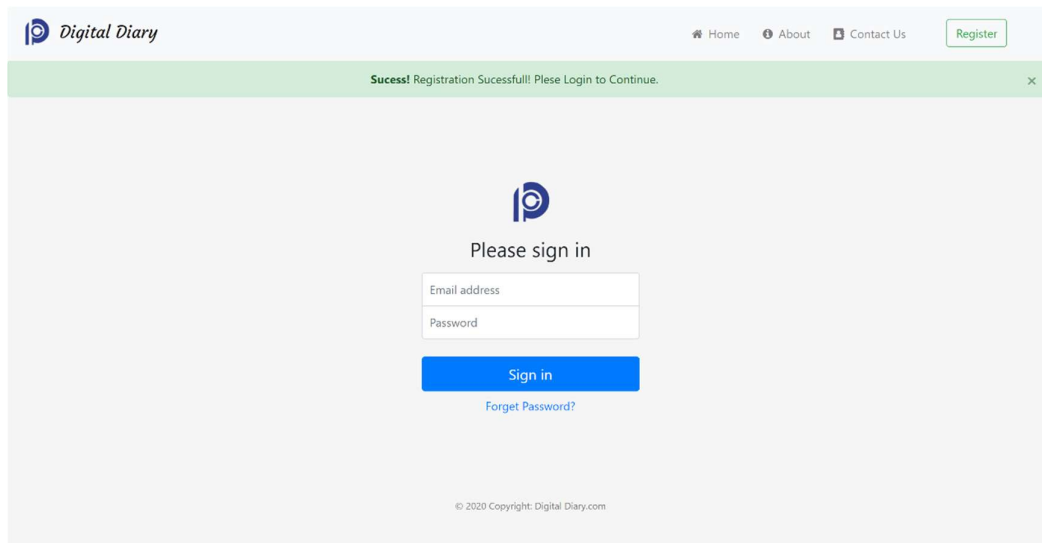 Digital Diary
Home About Contact Us Register
Sucess! Registration Sucessfull! Plese Login to Continue. ×
Please sign in
Email address
Password
Sign in
Forget Password?
© 2020 Copyright: Digital Diary.com